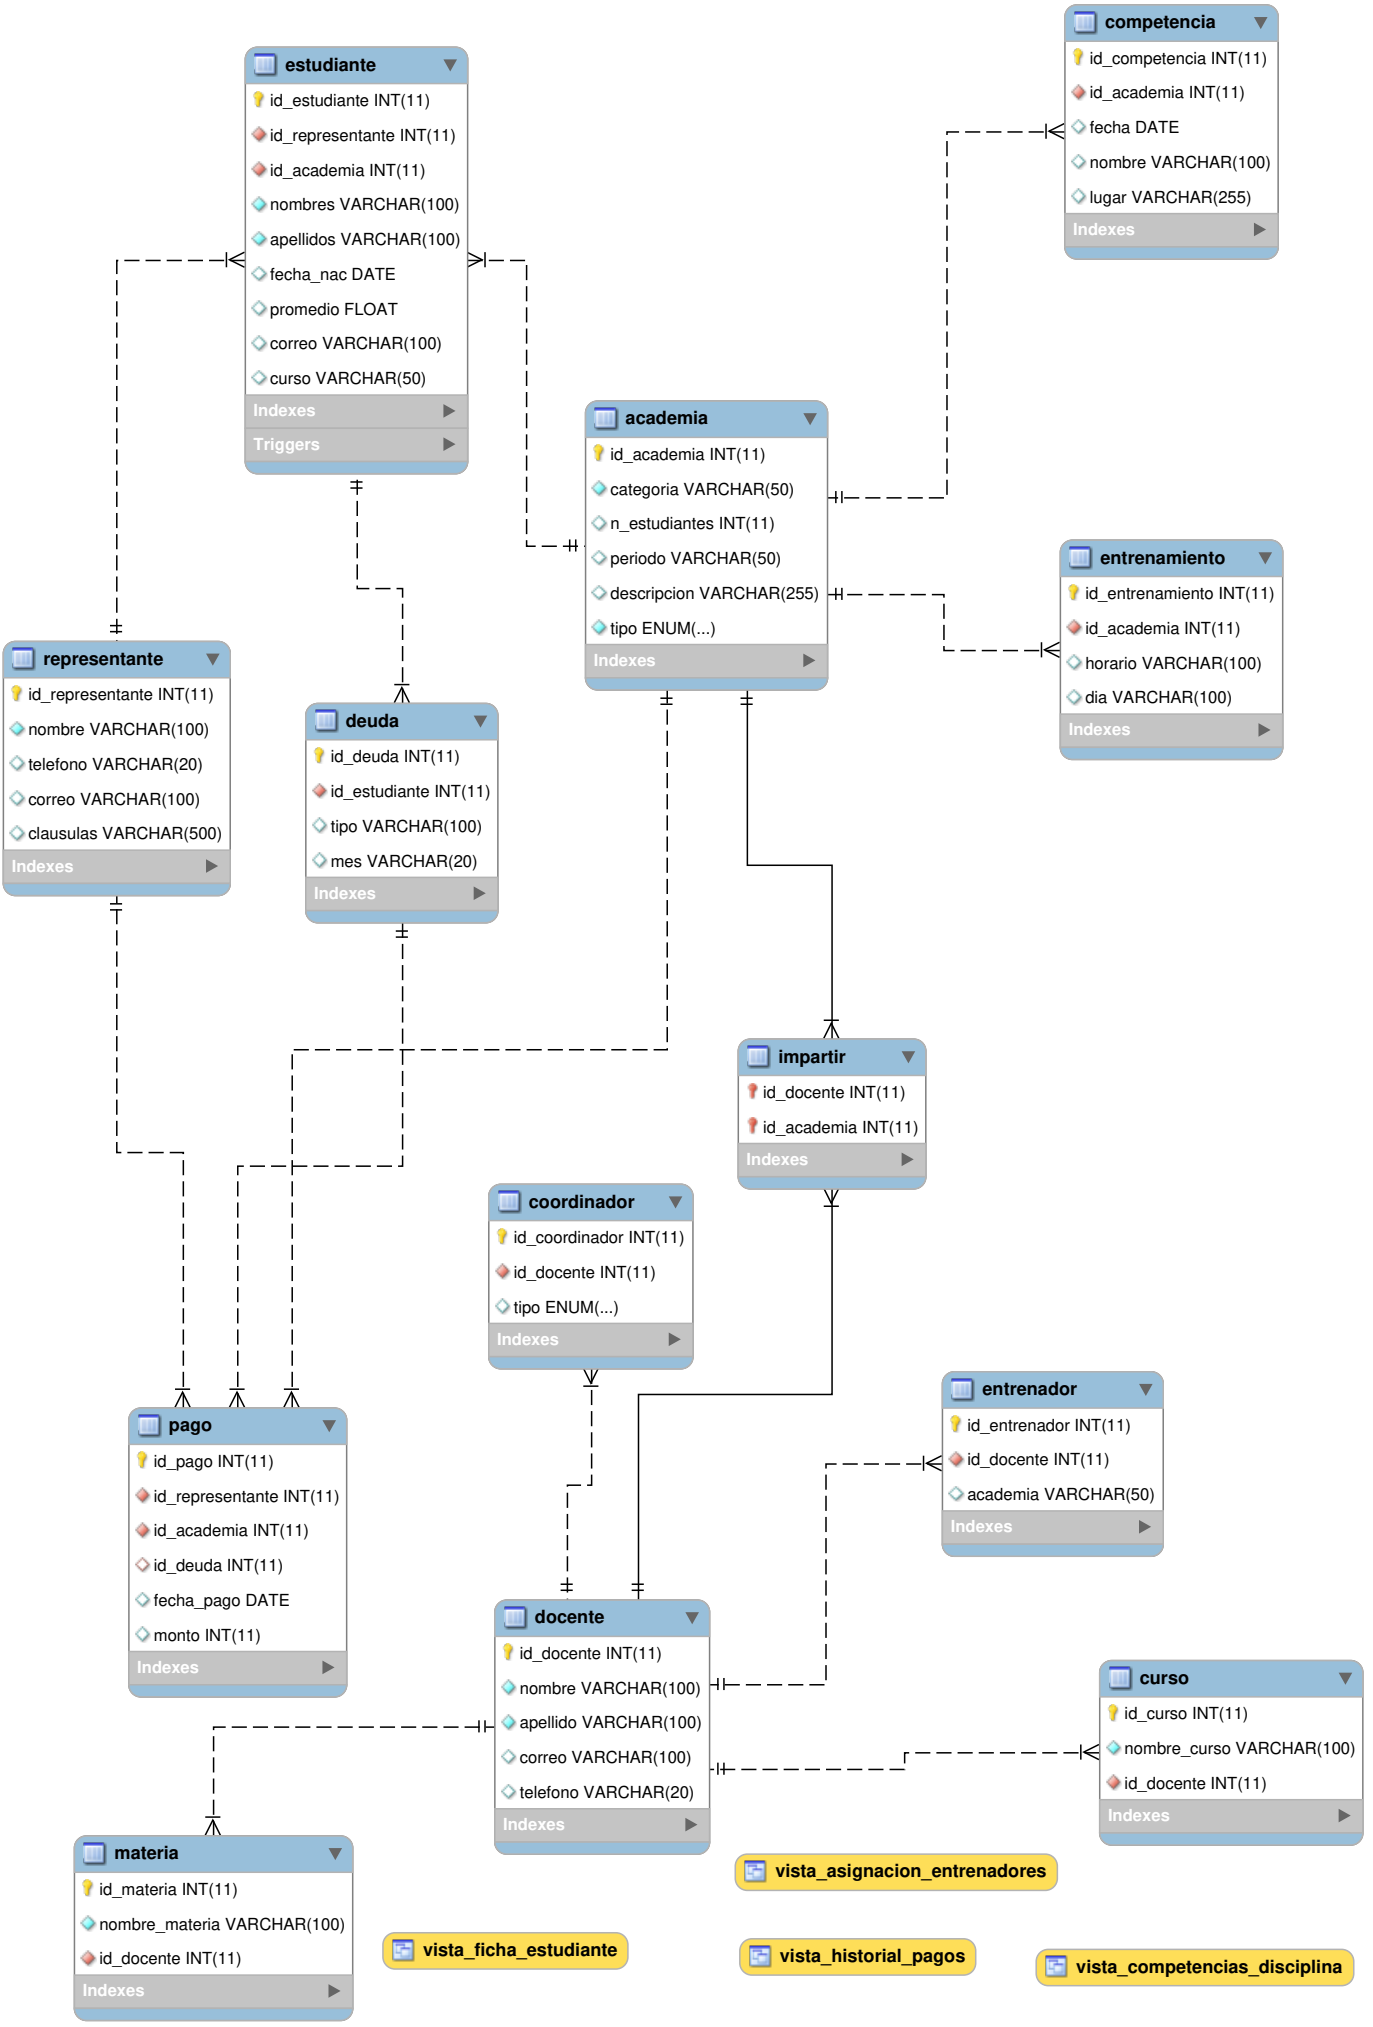 competencia
id_competencia INT(11)
id_academia INT(11)
fecha DATE
nombre VARCHAR(100)
lugar VARCHAR(255)
Indexes
estudiante
id_estudiante INT(11)
id_representante INT(11)
id_academia INT(11)
nombres VARCHAR(100)
apellidos VARCHAR(100)
fecha_nac DATE
promedio FLOAT
correo VARCHAR(100)
curso VARCHAR(50)
Indexes
Triggers
academia
id_academia INT(11)
categoria VARCHAR(50)
n_estudiantes INT(11)
periodo VARCHAR(50)
descripcion VARCHAR(255)
tipo ENUM(...)
Indexes
entrenamiento
id_entrenamiento INT(11)
id_academia INT(11)
horario VARCHAR(100)
dia VARCHAR(100)
Indexes
representante
id_representante INT(11)
nombre VARCHAR(100)
telefono VARCHAR(20)
correo VARCHAR(100)
clausulas VARCHAR(500)
Indexes
deuda
id_deuda INT(11)
id_estudiante INT(11)
tipo VARCHAR(100)
mes VARCHAR(20)
Indexes
impartir
id_docente INT(11)
id_academia INT(11)
Indexes
coordinador
id_coordinador INT(11)
id_docente INT(11)
tipo ENUM(...)
Indexes
entrenador
id_entrenador INT(11)
id_docente INT(11)
academia VARCHAR(50)
Indexes
pago
id_pago INT(11)
id_representante INT(11)
id_academia INT(11)
id_deuda INT(11)
fecha_pago DATE
monto INT(11)
Indexes
docente
id_docente INT(11)
nombre VARCHAR(100)
apellido VARCHAR(100)
correo VARCHAR(100)
telefono VARCHAR(20)
Indexes
curso
id_curso INT(11)
nombre_curso VARCHAR(100)
id_docente INT(11)
Indexes
materia
id_materia INT(11)
nombre_materia VARCHAR(100)
id_docente INT(11)
Indexes
vista_asignacion_entrenadores
vista_ficha_estudiante
vista_historial_pagos
vista_competencias_disciplina